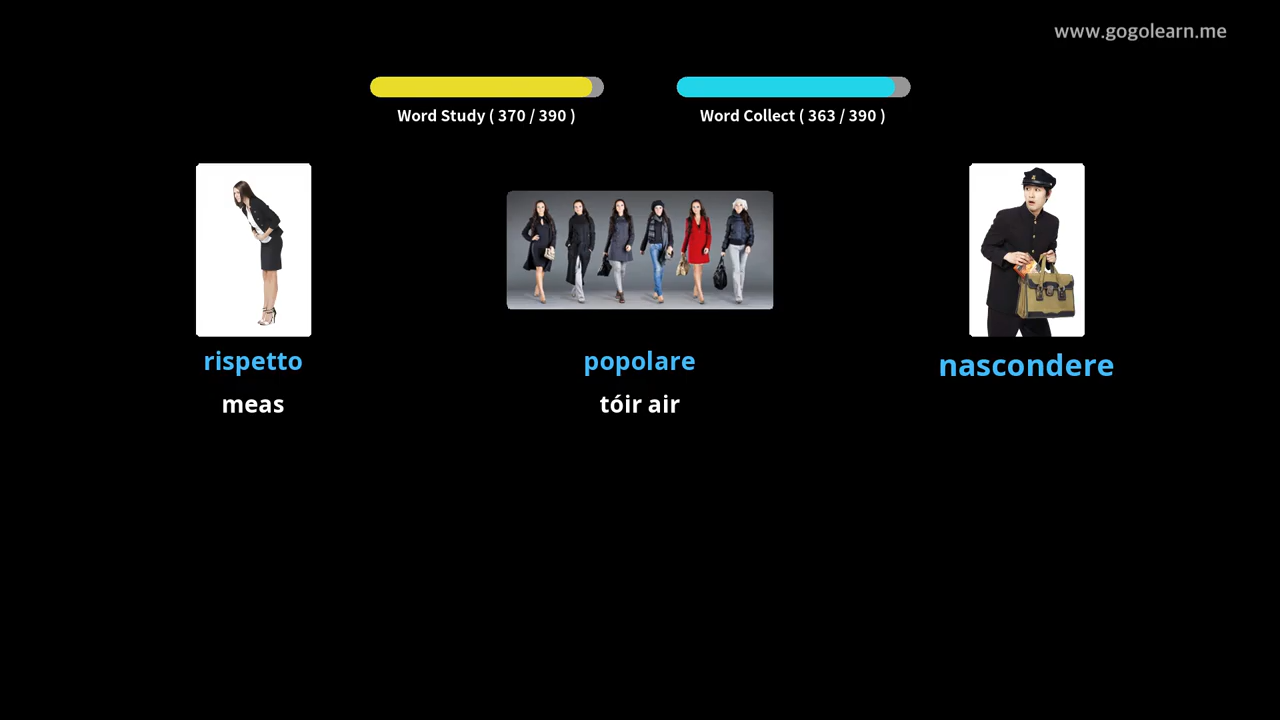 www.gogolearn.me
Word Study ( 370 / 390 )
Word Collect ( 363 / 390 )
rispetto
meas
popolare
tóir air
nascondere